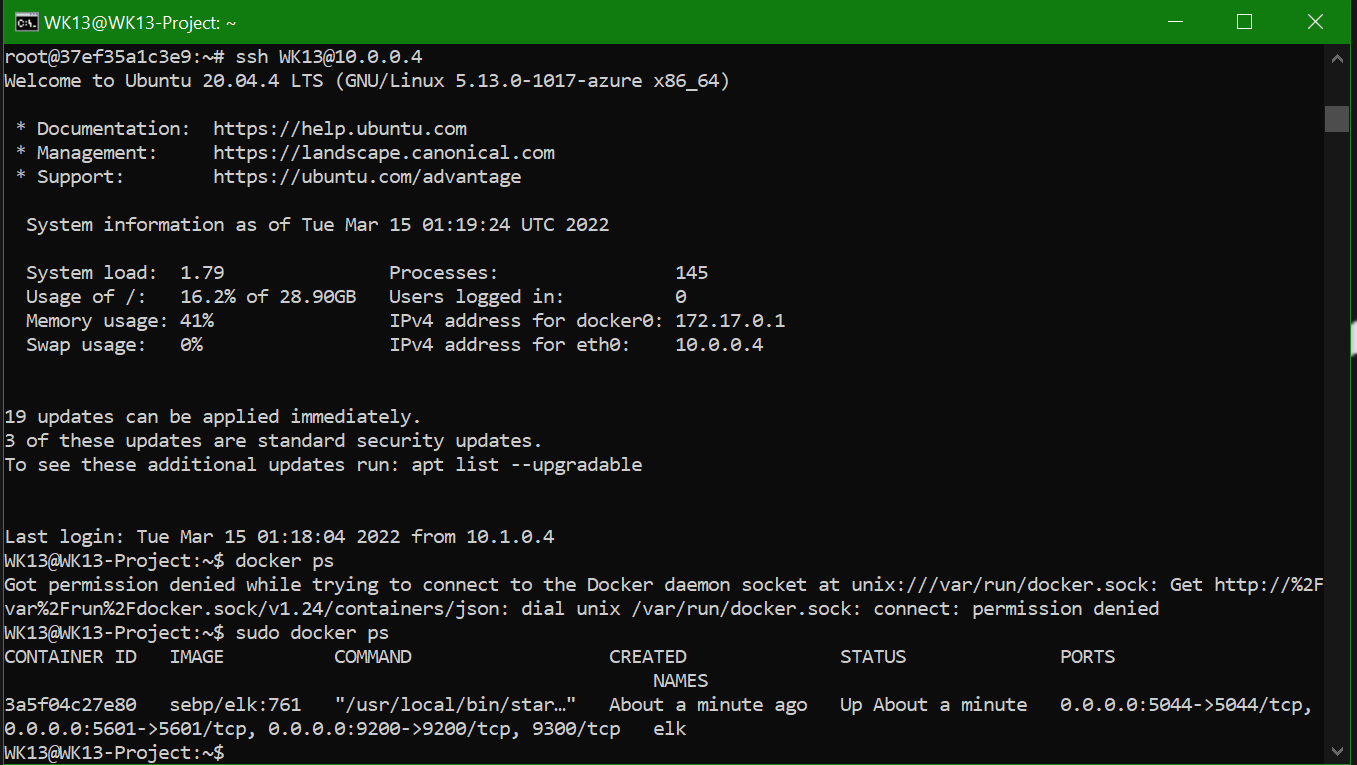 WK13@WK13-Project: ~
root@37ef35a1c3e9:~# ssh WK13@10.0.0.4
Welcome to Ubuntu 20.04.4 LTS (GNU/Linux 5.13.0-1017-azure x86_64)
* Documentation:  https://help.ubuntu.com
* Management:     https://landscape.canonical.com
* Support:        https://ubuntu.com/advantage
System information as of Tue Mar 15 01:19:24 UTC 2022
System load:  1.79               Processes:                145
Usage of /:   16.2% of 28.90GB   Users logged in:          0
Memory usage: 41%                IPv4 address for docker0: 172.17.0.1
Swap usage:   0%                 IPv4 address for eth0:    10.0.0.4
19 updates can be applied immediately.
3 of these updates are standard security updates.
To see these additional updates run: apt list --upgradable
Last login: Tue Mar 15 01:18:04 2022 from 10.1.0.4
WK13@WK13-Project:~$ docker ps
Got permission denied while trying to connect to the Docker daemon socket at unix:///var/run/docker.sock: Get http://%2F
var%2Frun%2Fdocker.sock/v1.24/containers/json: dial unix /var/run/docker.sock: connect: permission denied
WK13@WK13-Project:~$ sudo docker ps
CONTAINER ID   IMAGE          COMMAND                  CREATED              STATUS              PORTS
NAMES
3a5f04c27e80   sebp/elk:761   "/usr/local/bin/star…"   About a minute ago   Up About a minute   0.0.0.0:5044->5044/tcp,
0.0.0.0:5601->5601/tcp, 0.0.0.0:9200->9200/tcp, 9300/tcp   elk
WK13@WK13-Project:~$